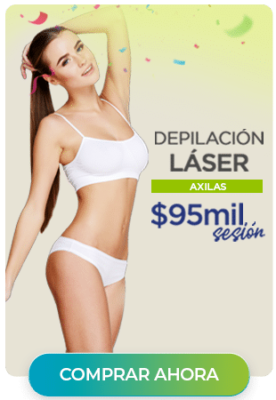 DEPILACIÓN
LÁSER
AXILAS
$95mil
sesión
COMPRAR AHORA